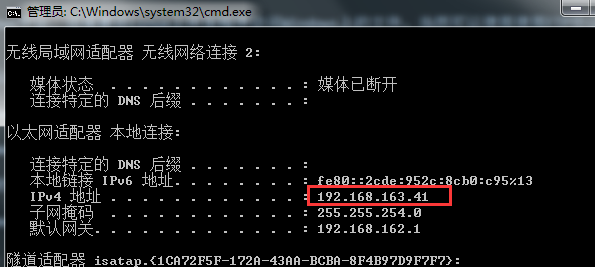 管理员: C:\Windows\system32\cmd.exe
无线局域网适配器 无线网络连接 2:
媒体状态 . . . . . . . . . . . . : 媒体已断开
连接特定的 DNS 后缀 . . . . . . . :
以太网适配器 本地连接:
连接特定的 DNS 后缀 . . . . . . . :
本地链接 IPv6 地址. . . . . . . . : fe80::2cde:952c:8cb0:c95%13
IPv4 地址 . . . . . . . . . . . . : 192.168.163.41
子网掩码 . . . . . . . . . . . . : 255.255.254.0
默认网关. . . . . . . . . . . . . : 192.168.162.1
隧道适配器 isatap.{1CA72F5F-172A-43AA-BCBA-8F4B97D9F7F7}: